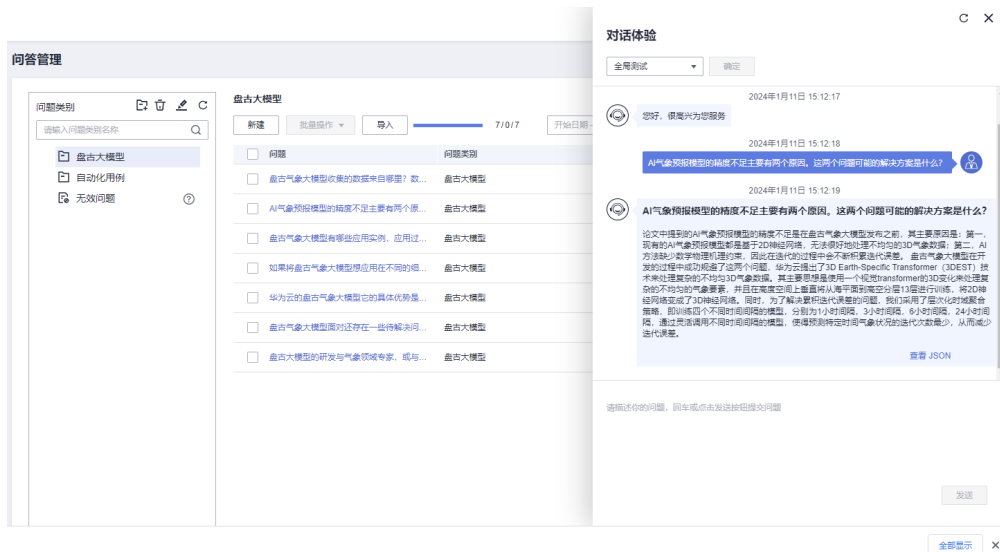 对话体验
全局测试
确定
问答管理
问题类别
请输入问题类别名称
盘古大模型
自动化用例
无效问题
盘古大模型
新建
批量操作
导入
7/0/7
开始日期
问题
问题类别
盘古气象大模型收集的数据来自哪里？数...
盘古大模型
AI气象预报模型的精度不足主要有两个原...
盘古大模型
盘古气象大模型有哪些应用实例，应用过...
盘古大模型
如果将盘古气象大模型想应用在不同的细...
盘古大模型
华为云的盘古气象大模型它的具体优势是...
盘古大模型
盘古气象大模型面对还存在一些待解决问...
盘古大模型
盘古大模型的研发与气象领域专家，或与...
盘古大模型
2024年1月11日 15:12:17
您好，很高兴为您服务
2024年1月11日 15:12:18
AI气象预报模型的精度不足主要有两个原因。这两个问题可能的解决方案是什么？
2024年1月11日 15:12:19
AI气象预报模型的精度不足主要有两个原因。这两个问题可能的解决方案是什么？
论文中提到的AI气象预报模型的精度不足是在盘古气象大模型发布之前，其主要原因是：第一，
现有的AI气象预报模型都是基于2D神经网络，无法很好地处理不均匀的3D气象数据；第二，AI
方法缺少数学物理机理约束，因此在迭代的过程中会不断积累迭代误差。 盘古气象大模型在开
发的过程中成功规避了这两个问题，华为云提出了3D Earth-Specific Transformer（3DEST）技
术来处理复杂的不均匀3D气象数据。其主要思想是使用一个视觉transformer的3D变化来处理复
杂的不均匀的气象要素，并且在高度空间上垂直将从海平面到高空分层13层进行训练，将2D神
经网络变成了3D神经网络。同时，为了解决累积迭代误差的问题，我们采用了层次化时域聚合
策略，即训练四个不同时间间隔的模型，分别为1小时间隔，3小时间隔，6小时间隔，24小时间
隔，通过灵活调用不同时间间隔的模型，使得预测特定时间气象状况的迭代次数最少，从而减少
迭代误差。
查看 JSON
请描述你的问题，回车或点击发送按钮提交问题
发送
全部显示